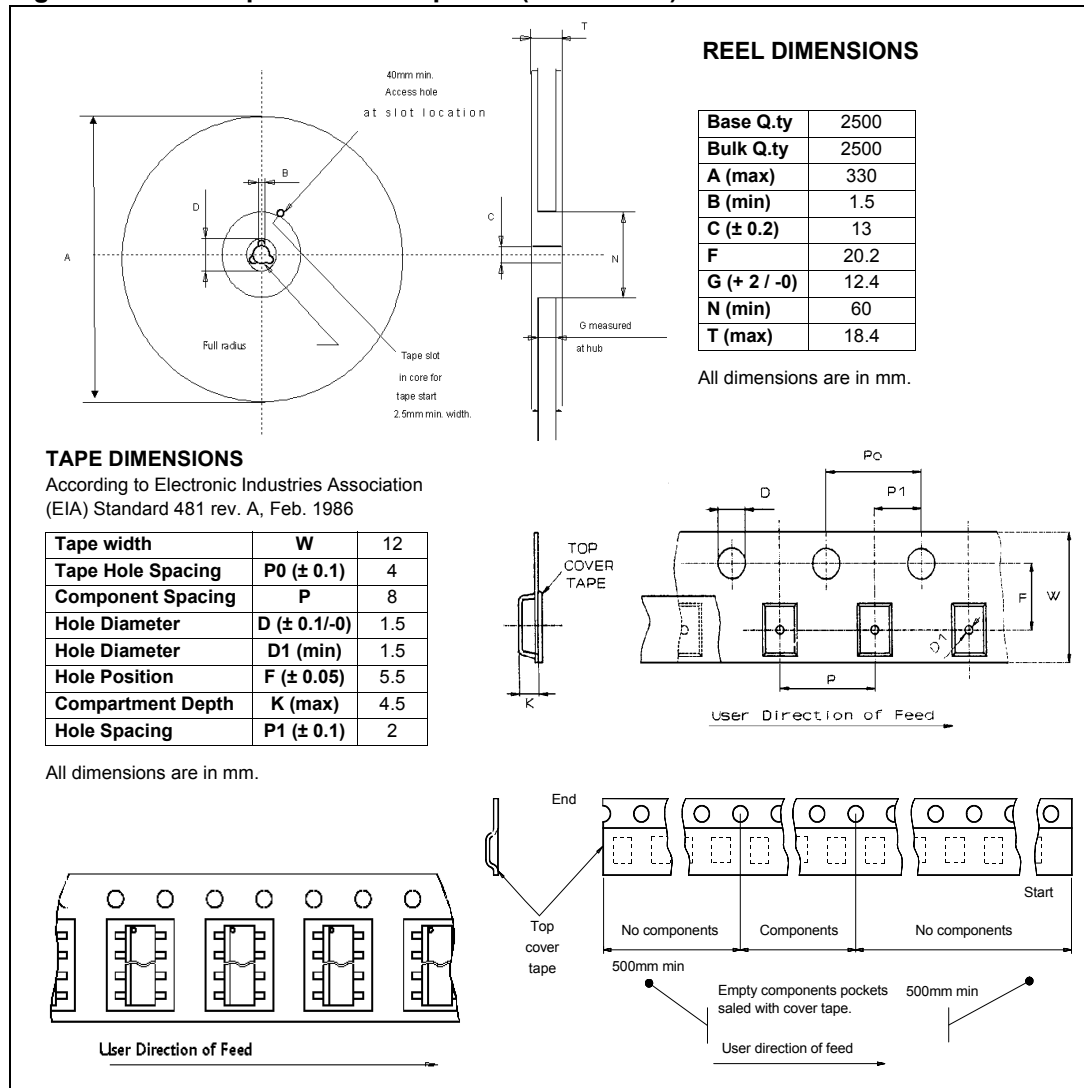 T
REEL DIMENSIONS
40mm min.
Access hole
at slot location
B
D
C
A
N
G measured
at hub
Full radius
Tape slot
in core for
tape start
2.5mm min. width.
Base Q.ty 2500
Bulk Q.ty 2500
A (max) 330
B (min) 1.5
C (± 0.2) 13
F 20.2
G (+ 2 / -0) 12.4
N (min) 60
T (max) 18.4
All dimensions are in mm.
TAPE DIMENSIONS
According to Electronic Industries Association
(EIA) Standard 481 rev. A, Feb. 1986
Tape width W 12
Tape Hole Spacing P0 (± 0.1) 4
Component Spacing P 8
Hole Diameter D (± 0.1/-0) 1.5
Hole Diameter D1 (min) 1.5
Hole Position F (± 0.05) 5.5
Compartment Depth K (max) 4.5
Hole Spacing P1 (± 0.1) 2
All dimensions are in mm.
Po
D
P1
TOP
COVER
TAPE
F
W
D1
K
P
User Direction of Feed
End
Start
Top
cover
tape
No components
Components
No components
500mm min
Empty components pockets
saled with cover tape.
500mm min
User direction of feed
User Direction of Feed